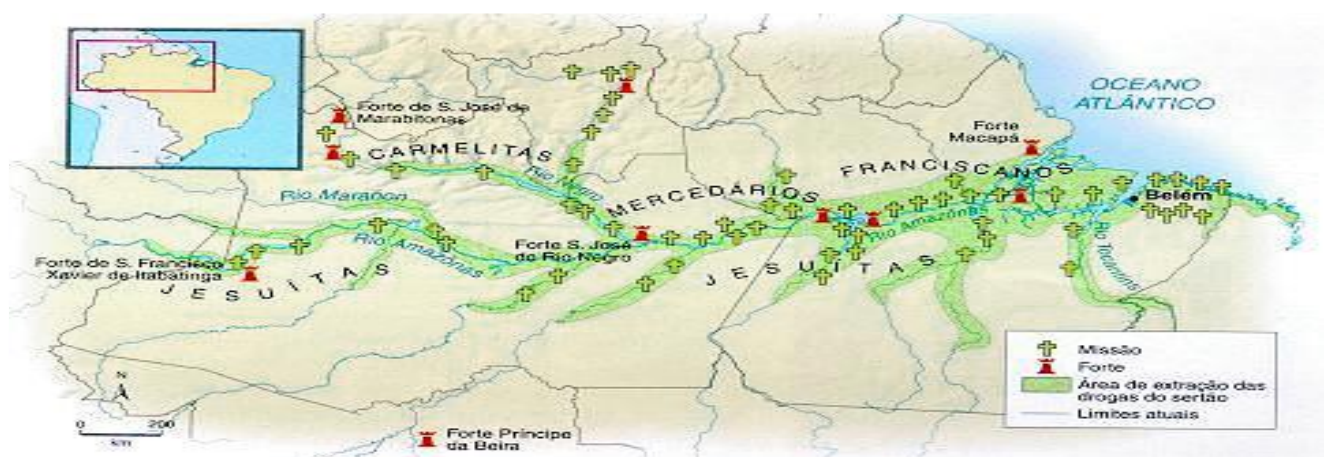 OCEANO
ATLÂNTICO
Forte de S. José de
Marabitonas
Forte
Macapá
CARMELITAS
FRANCISCANOS
Rio Negro
MERCEDÁRIOS
Rio Marañon
Belém
Rio Amazonas
Rio Amazonas
Forte S. José
do Rio Negro
Rio Tocantins
Forte de S. Francisco
Xavier de Itabatinga
JESUÍTAS
JESUÍTAS
Missão
Forte
Área de extração das
drogas do sertão
Limites atuais
N
0 200
km
Forte Príncipe
da Beira